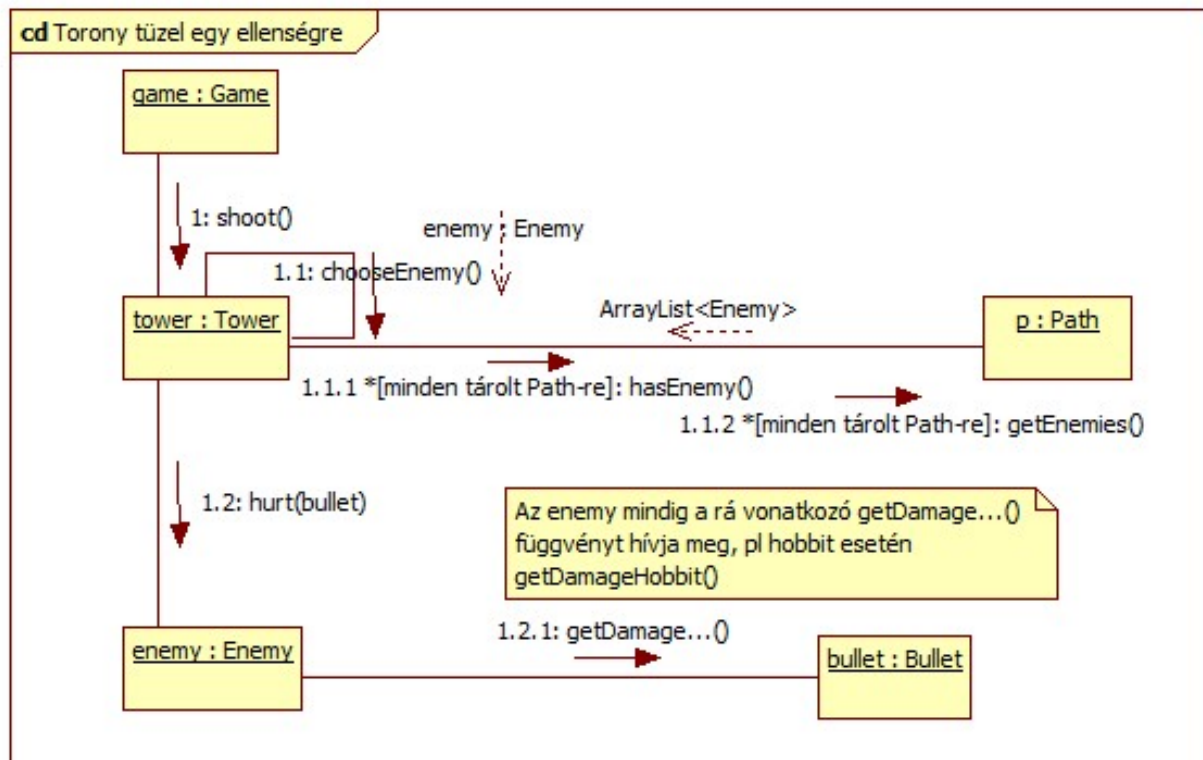 cd Torony tüzel egy ellenségre
game : Game
1: shoot()
enemy : Enemy
1.1: chooseEnemy()
tower : Tower
ArrayList<Enemy>
p : Path
1.1.1 *[minden tárolt Path-re]: hasEnemy()
1.1.2 *[minden tárolt Path-re]: getEnemies()
1.2: hurt(bullet)
Az enemy mindig a rá vonatkozó getDamage...()
függvényt hívja meg, pl hobbit esetén
getDamageHobbit()
1.2.1: getDamage...()
enemy : Enemy
bullet : Bullet